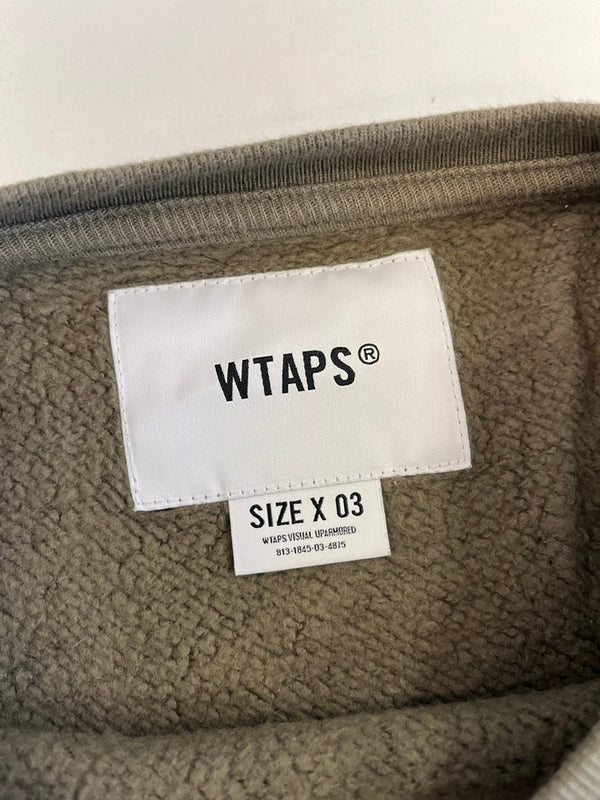 WTAPS®
SIZE X 03
WTAPS VISUAL UPARMORED
813-1845-03-4875